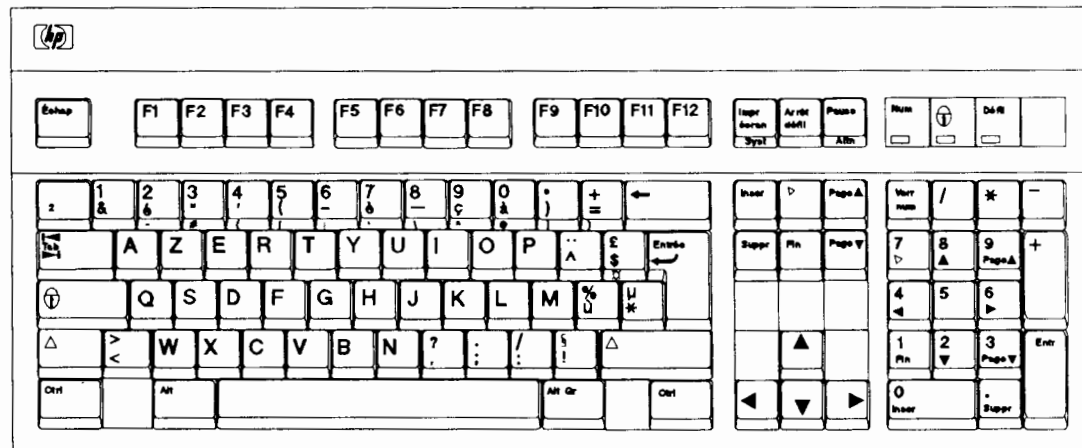 hp
Échap F1 F2 F3 F4 F5 F6 F7 F8 F9 F10 F11 F12 Impr écran Arrêt défil Pause Num Défil
Syst Attn
² 1 2 3 4 5 6 7 8 9 0 ° + ← Inser Page▲ Verr num / * −
& é " ' ( - è _ ç à ) =
Tab A Z E R T Y U I O P ¨ £ Entrée Suppr Fin Page▼ 7 8 9 +
^ $ ▲ Page▲
¤
Q S D F G H J K L M % µ 4 5 6
ù * ◄ ►
△ > W X C V B N ? . / § △ ▲ 1 2 3 Entr
< , ; : ! Fin ▼ Page▼
Ctrl Alt Alt Gr Ctrl ◄ ▼ ► 0 .
Inser Suppr